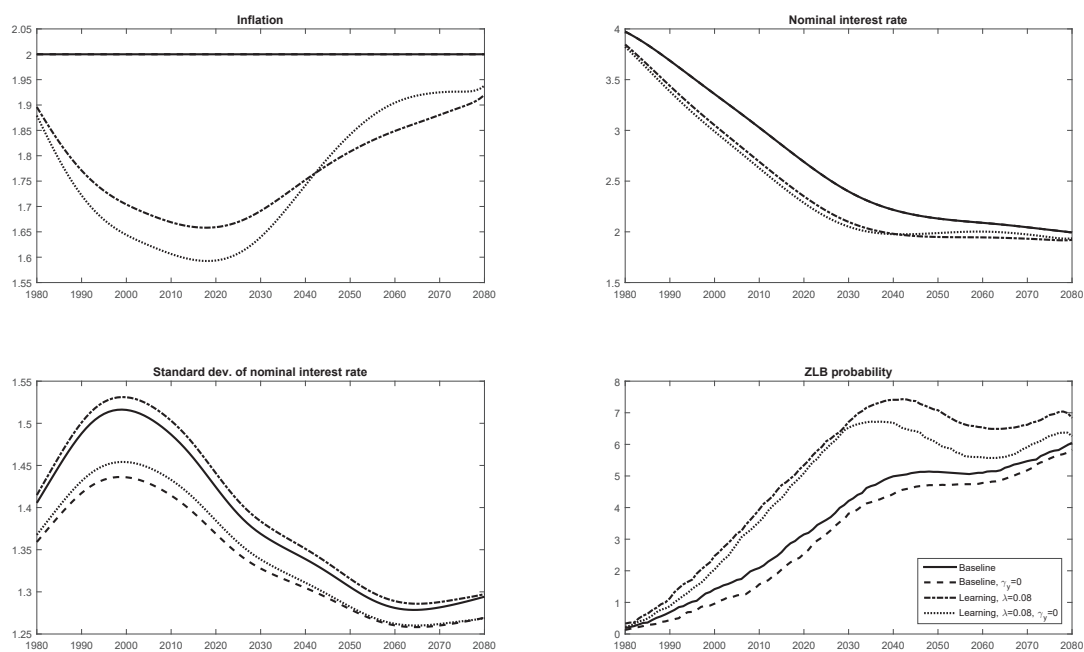 Inflation
2.05
2
1.95
1.9
1.85
1.8
1.75
1.7
1.65
1.6
1.55
1980 1990 2000 2010 2020 2030 2040 2050 2060 2070 2080
Nominal interest rate
4
3.5
3
2.5
2
1.5
1980 1990 2000 2010 2020 2030 2040 2050 2060 2070 2080
Standard dev. of nominal interest rate
1.55
1.5
1.45
1.4
1.35
1.3
1.25
1980 1990 2000 2010 2020 2030 2040 2050 2060 2070 2080
ZLB probability
8
7
6
5
4
3
2
1
0
1980 1990 2000 2010 2020 2030 2040 2050 2060 2070 2080
Baseline
Baseline, γy=0
Learning, λ=0.08
Learning, λ=0.08, γy=0